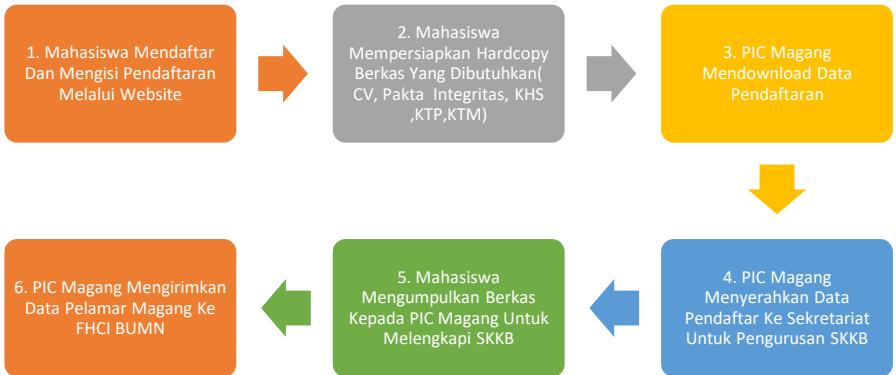 1. Mahasiswa Mendaftar
Dan Mengisi Pendaftaran
Melalui Website
2. Mahasiswa
Mempersiapkan Hardcopy
Berkas Yang Dibutuhkan(
CV, Pakta Integritas, KHS
,KTP,KTM)
3. PIC Magang
Mendownload Data
Pendaftaran
4. PIC Magang
Menyerahkan Data
Pendaftar Ke Sekretariat
Untuk Pengurusan SKKB
5. Mahasiswa
Mengumpulkan Berkas
Kepada PIC Magang Untuk
Melengkapi SKKB
6. PIC Magang Mengirimkan
Data Pelamar Magang Ke
FHCI BUMN